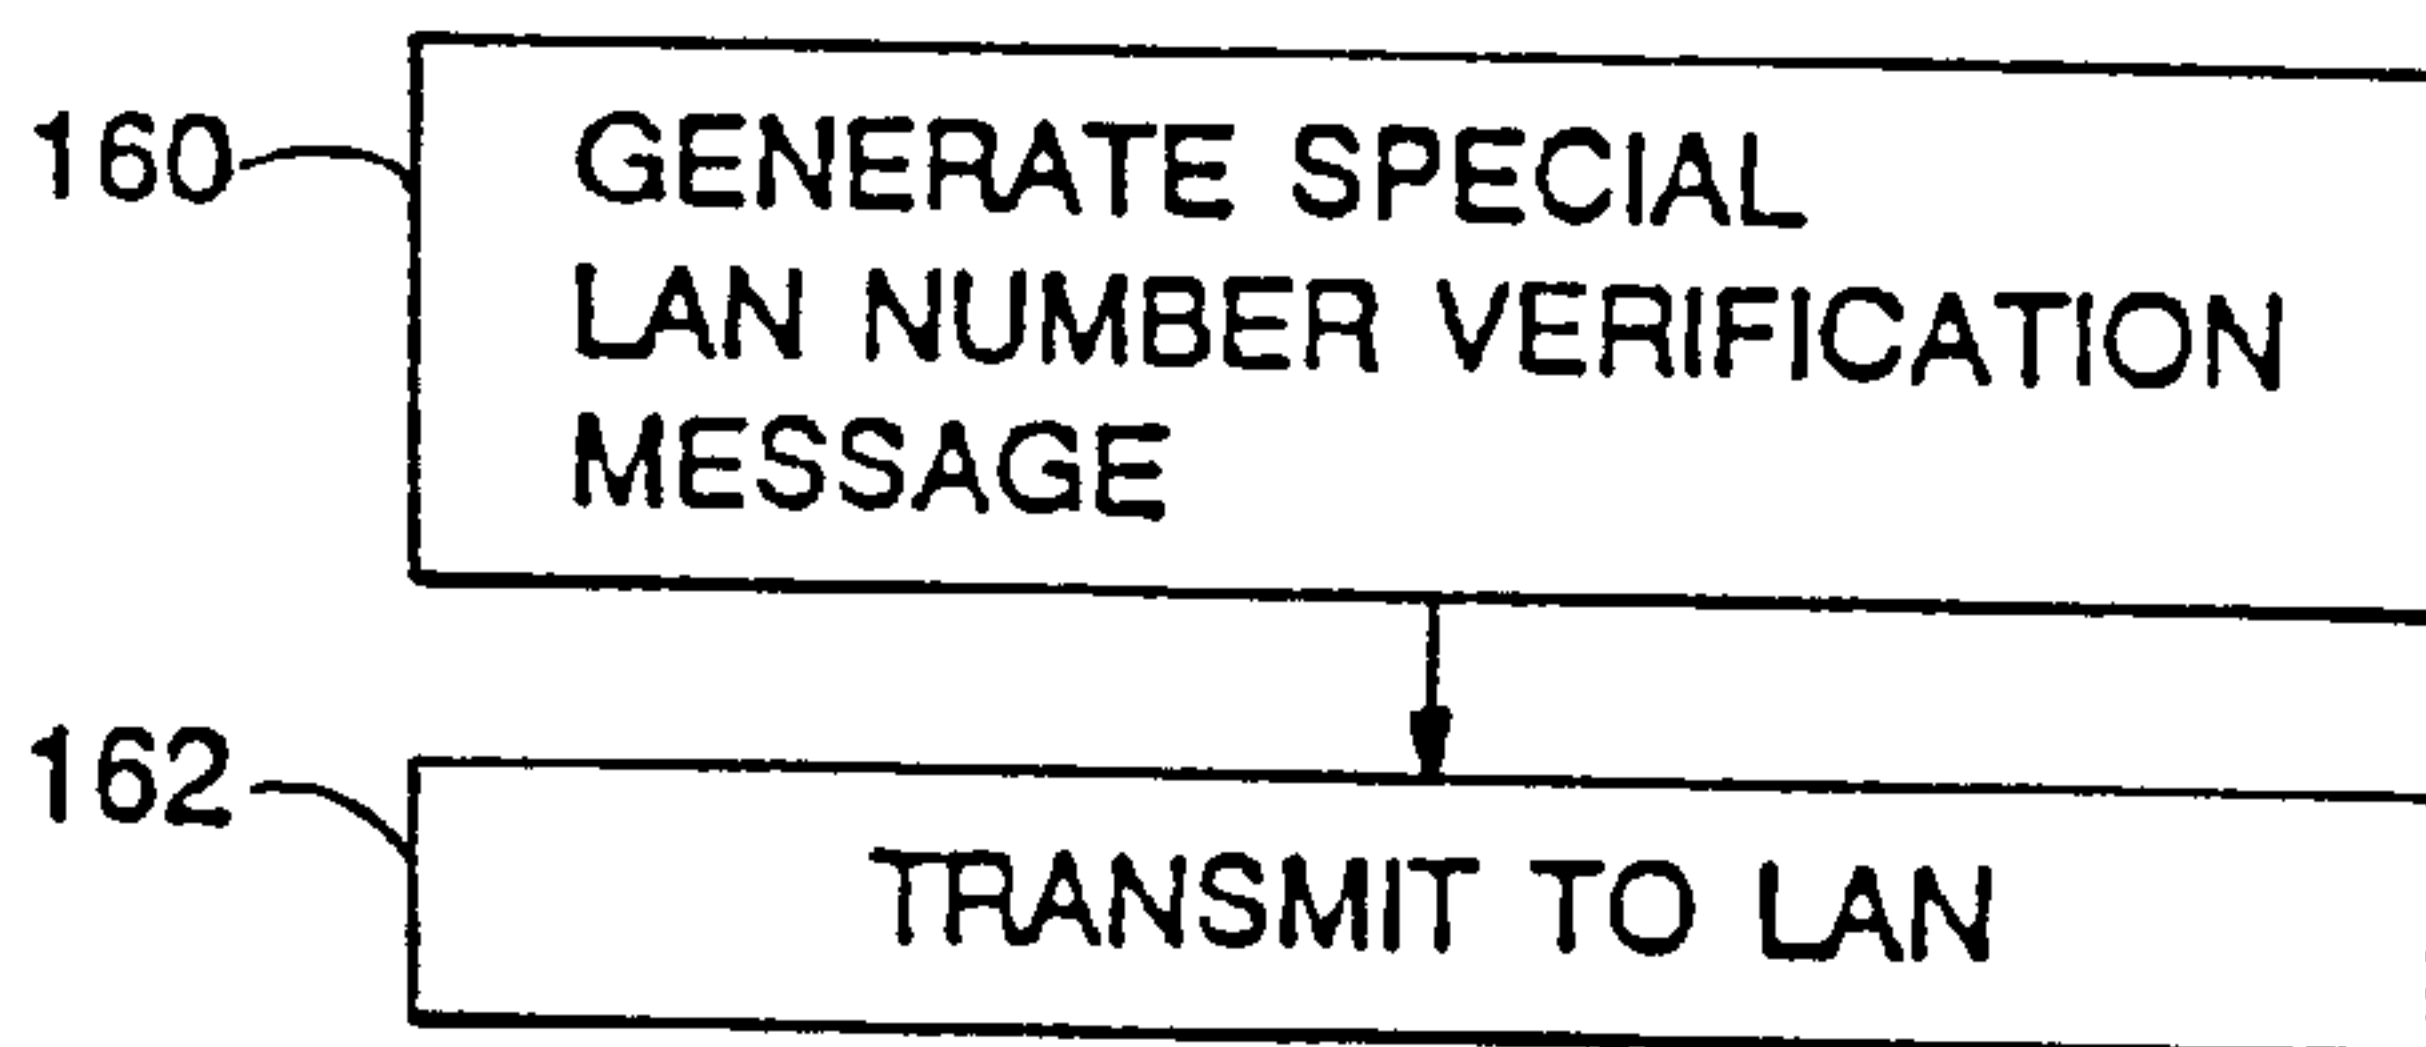 160
GENERATE SPECIAL
LAN NUMBER VERIFICATION
MESSAGE
162
TRANSMIT TO LAN